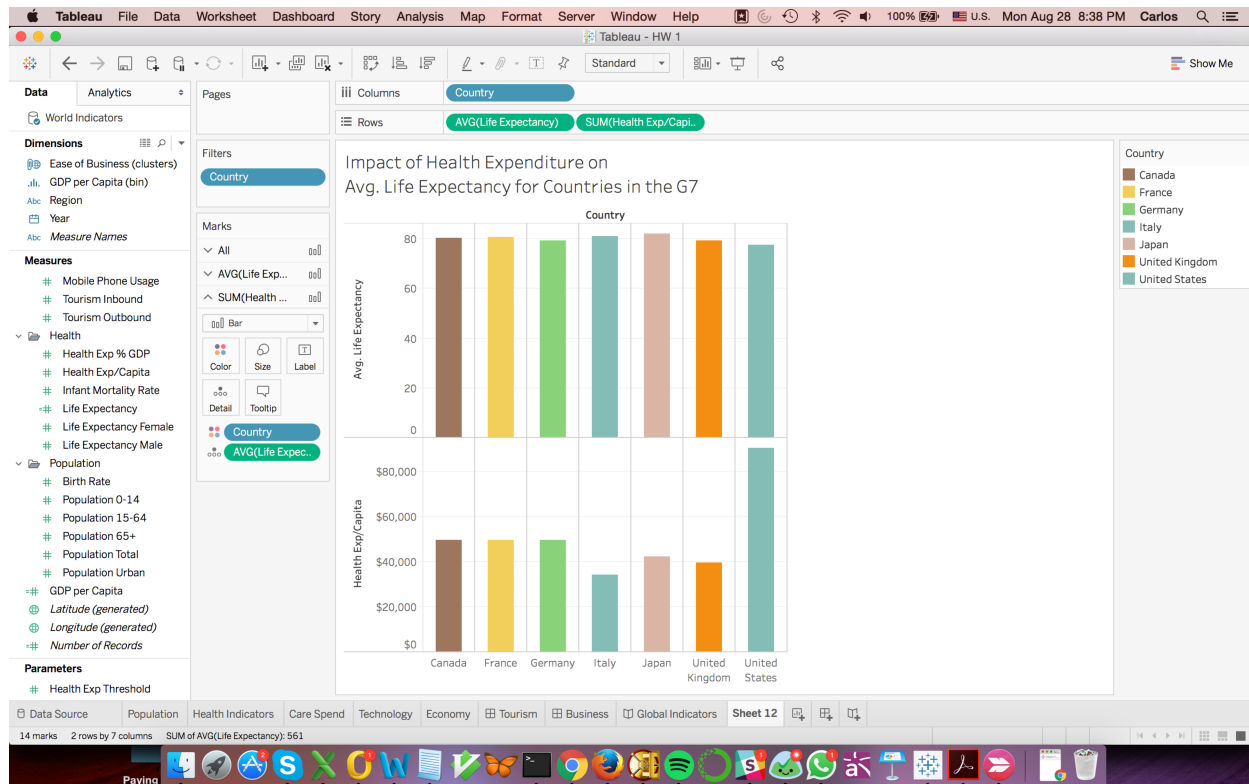 Tableau File Data Worksheet Dashboard Story Analysis Map Format Server Window Help 100% U.S. Mon Aug 28 8:38 PM Carlos
Tableau - HW 1
Standard
Show Me
Data Analytics
World Indicators
Dimensions
Ease of Business (clusters)
GDP per Capita (bin)
Abc Region
Year
Abc Measure Names
Measures
Mobile Phone Usage
Tourism Inbound
Tourism Outbound
Health
Health Exp % GDP
Health Exp/Capita
Infant Mortality Rate
Life Expectancy
Life Expectancy Female
Life Expectancy Male
Population
Birth Rate
Population 0-14
Population 15-64
Population 65+
Population Total
Population Urban
GDP per Capita
Latitude (generated)
Longitude (generated)
Number of Records
Parameters
Health Exp Threshold
Pages
Filters
Country
Marks
All
AVG(Life Exp...
SUM(Health ...
Bar
Color Size Label
Detail Tooltip
Country
AVG(Life Expec..
Columns Country
Rows AVG(Life Expectancy) SUM(Health Exp/Capi..
Impact of Health Expenditure on
Avg. Life Expectancy for Countries in the G7
Country
Avg. Life Expectancy
80
60
40
20
0
Health Exp/Capita
$80,000
$60,000
$40,000
$20,000
$0
Canada France Germany Italy Japan United Kingdom United States
Country
Canada
France
Germany
Italy
Japan
United Kingdom
United States
Data Source Population Health Indicators Care Spend Technology Economy Tourism Business Global Indicators Sheet 12
14 marks 2 rows by 7 columns SUM of AVG(Life Expectancy): 561
Paying